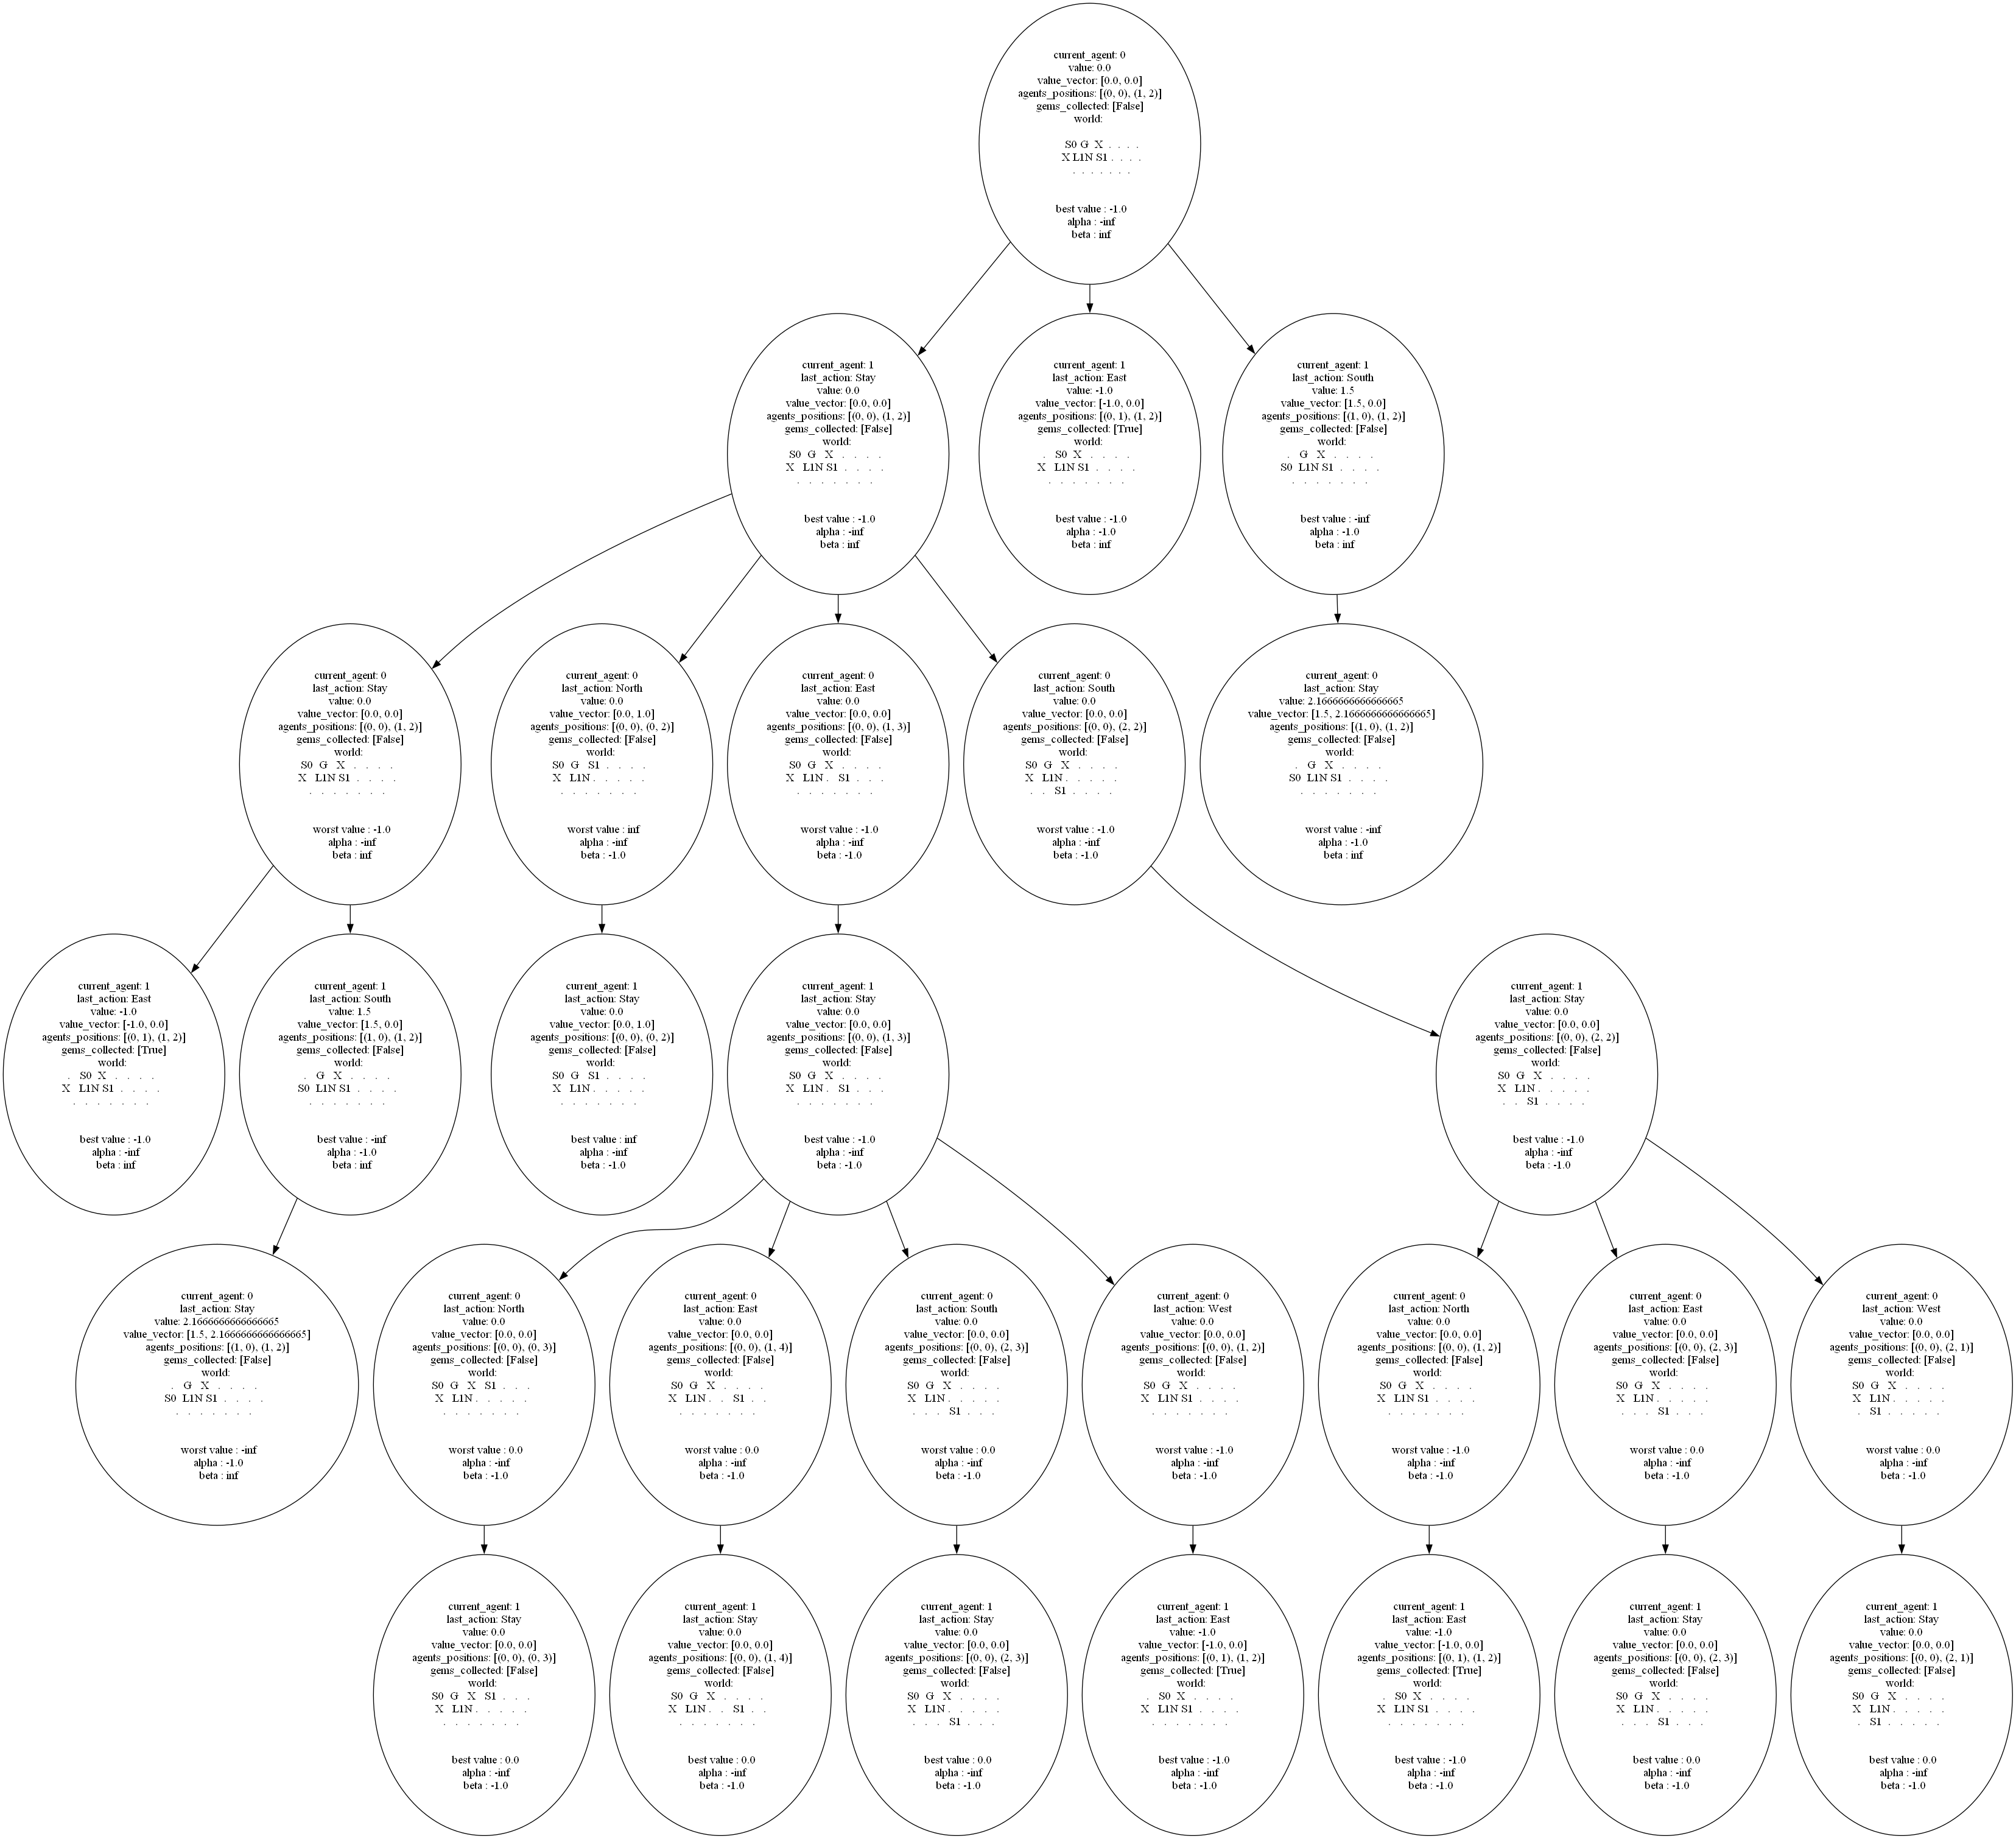 current_agent: 0
value: 0.0
value_vector: [0.0, 0.0]
agents_positions: [(0, 0), (1, 2)]
gems_collected: [False]
world:
S0 G X . . . .
X L1N S1 . . . .
. . . . . . .
best value : -1.0
alpha : -inf
beta : inf
current_agent: 1
last_action: Stay
value: 0.0
value_vector: [0.0, 0.0]
agents_positions: [(0, 0), (1, 2)]
gems_collected: [False]
world:
S0 G X . . . .
X L1N S1 . . . .
. . . . . . .
best value : -1.0
alpha : -inf
beta : inf
current_agent: 1
last_action: East
value: -1.0
value_vector: [-1.0, 0.0]
agents_positions: [(0, 1), (1, 2)]
gems_collected: [True]
world:
. S0 X . . . .
X L1N S1 . . . .
. . . . . . .
best value : -1.0
alpha : -1.0
beta : inf
current_agent: 1
last_action: South
value: 1.5
value_vector: [1.5, 0.0]
agents_positions: [(1, 0), (1, 2)]
gems_collected: [False]
world:
. G X . . . .
S0 L1N S1 . . . .
. . . . . . .
best value : -inf
alpha : -1.0
beta : inf
current_agent: 0
last_action: Stay
value: 0.0
value_vector: [0.0, 0.0]
agents_positions: [(0, 0), (1, 2)]
gems_collected: [False]
world:
S0 G X . . . .
X L1N S1 . . . .
. . . . . . .
worst value : -1.0
alpha : -inf
beta : inf
current_agent: 0
last_action: North
value: 0.0
value_vector: [0.0, 1.0]
agents_positions: [(0, 0), (0, 2)]
gems_collected: [False]
world:
S0 G S1 . . . .
X L1N . . . . .
. . . . . . .
worst value : inf
alpha : -inf
beta : -1.0
current_agent: 0
last_action: East
value: 0.0
value_vector: [0.0, 0.0]
agents_positions: [(0, 0), (1, 3)]
gems_collected: [False]
world:
S0 G X . . . .
X L1N . S1 . . .
. . . . . . .
worst value : -1.0
alpha : -inf
beta : -1.0
current_agent: 0
last_action: South
value: 0.0
value_vector: [0.0, 0.0]
agents_positions: [(0, 0), (2, 2)]
gems_collected: [False]
world:
S0 G X . . . .
X L1N . . . . .
. . S1 . . . .
worst value : -1.0
alpha : -inf
beta : -1.0
current_agent: 0
last_action: Stay
value: 2.1666666666666665
value_vector: [1.5, 2.1666666666666665]
agents_positions: [(1, 0), (1, 2)]
gems_collected: [False]
world:
. G X . . . .
S0 L1N S1 . . . .
. . . . . . .
worst value : -inf
alpha : -1.0
beta : inf
current_agent: 1
last_action: East
value: -1.0
value_vector: [-1.0, 0.0]
agents_positions: [(0, 1), (1, 2)]
gems_collected: [True]
world:
. S0 X . . . .
X L1N S1 . . . .
. . . . . . .
best value : -1.0
alpha : -inf
beta : inf
current_agent: 1
last_action: South
value: 1.5
value_vector: [1.5, 0.0]
agents_positions: [(1, 0), (1, 2)]
gems_collected: [False]
world:
. G X . . . .
S0 L1N S1 . . . .
. . . . . . .
best value : -inf
alpha : -1.0
beta : inf
current_agent: 1
last_action: Stay
value: 0.0
value_vector: [0.0, 1.0]
agents_positions: [(0, 0), (0, 2)]
gems_collected: [False]
world:
S0 G S1 . . . .
X L1N . . . . .
. . . . . . .
best value : inf
alpha : -inf
beta : -1.0
current_agent: 1
last_action: Stay
value: 0.0
value_vector: [0.0, 0.0]
agents_positions: [(0, 0), (1, 3)]
gems_collected: [False]
world:
S0 G X . . . .
X L1N . S1 . . .
. . . . . . .
best value : -1.0
alpha : -inf
beta : -1.0
current_agent: 1
last_action: Stay
value: 0.0
value_vector: [0.0, 0.0]
agents_positions: [(0, 0), (2, 2)]
gems_collected: [False]
world:
S0 G X . . . .
X L1N . . . . .
. . S1 . . . .
best value : -1.0
alpha : -inf
beta : -1.0
current_agent: 0
last_action: Stay
value: 2.1666666666666665
value_vector: [1.5, 2.1666666666666665]
agents_positions: [(1, 0), (1, 2)]
gems_collected: [False]
world:
. G X . . . .
S0 L1N S1 . . . .
. . . . . . .
worst value : -inf
alpha : -1.0
beta : inf
current_agent: 0
last_action: North
value: 0.0
value_vector: [0.0, 0.0]
agents_positions: [(0, 0), (0, 3)]
gems_collected: [False]
world:
S0 G X S1 . . .
X L1N . . . . .
. . . . . . .
worst value : 0.0
alpha : -inf
beta : -1.0
current_agent: 0
last_action: East
value: 0.0
value_vector: [0.0, 0.0]
agents_positions: [(0, 0), (1, 4)]
gems_collected: [False]
world:
S0 G X . . . .
X L1N . . S1 . .
. . . . . . .
worst value : 0.0
alpha : -inf
beta : -1.0
current_agent: 0
last_action: South
value: 0.0
value_vector: [0.0, 0.0]
agents_positions: [(0, 0), (2, 3)]
gems_collected: [False]
world:
S0 G X . . . .
X L1N . . . . .
. . . S1 . . .
worst value : 0.0
alpha : -inf
beta : -1.0
current_agent: 0
last_action: West
value: 0.0
value_vector: [0.0, 0.0]
agents_positions: [(0, 0), (1, 2)]
gems_collected: [False]
world:
S0 G X . . . .
X L1N S1 . . . .
. . . . . . .
worst value : -1.0
alpha : -inf
beta : -1.0
current_agent: 0
last_action: North
value: 0.0
value_vector: [0.0, 0.0]
agents_positions: [(0, 0), (1, 2)]
gems_collected: [False]
world:
S0 G X . . . .
X L1N S1 . . . .
. . . . . . .
worst value : -1.0
alpha : -inf
beta : -1.0
current_agent: 0
last_action: East
value: 0.0
value_vector: [0.0, 0.0]
agents_positions: [(0, 0), (2, 3)]
gems_collected: [False]
world:
S0 G X . . . .
X L1N . . . . .
. . . S1 . . .
worst value : 0.0
alpha : -inf
beta : -1.0
current_agent: 0
last_action: West
value: 0.0
value_vector: [0.0, 0.0]
agents_positions: [(0, 0), (2, 1)]
gems_collected: [False]
world:
S0 G X . . . .
X L1N . . . . .
. S1 . . . . .
worst value : 0.0
alpha : -inf
beta : -1.0
current_agent: 1
last_action: Stay
value: 0.0
value_vector: [0.0, 0.0]
agents_positions: [(0, 0), (0, 3)]
gems_collected: [False]
world:
S0 G X S1 . . .
X L1N . . . . .
. . . . . . .
best value : 0.0
alpha : -inf
beta : -1.0
current_agent: 1
last_action: Stay
value: 0.0
value_vector: [0.0, 0.0]
agents_positions: [(0, 0), (1, 4)]
gems_collected: [False]
world:
S0 G X . . . .
X L1N . . S1 . .
. . . . . . .
best value : 0.0
alpha : -inf
beta : -1.0
current_agent: 1
last_action: Stay
value: 0.0
value_vector: [0.0, 0.0]
agents_positions: [(0, 0), (2, 3)]
gems_collected: [False]
world:
S0 G X . . . .
X L1N . . . . .
. . . S1 . . .
best value : 0.0
alpha : -inf
beta : -1.0
current_agent: 1
last_action: East
value: -1.0
value_vector: [-1.0, 0.0]
agents_positions: [(0, 1), (1, 2)]
gems_collected: [True]
world:
. S0 X . . . .
X L1N S1 . . . .
. . . . . . .
best value : -1.0
alpha : -inf
beta : -1.0
current_agent: 1
last_action: East
value: -1.0
value_vector: [-1.0, 0.0]
agents_positions: [(0, 1), (1, 2)]
gems_collected: [True]
world:
. S0 X . . . .
X L1N S1 . . . .
. . . . . . .
best value : -1.0
alpha : -inf
beta : -1.0
current_agent: 1
last_action: Stay
value: 0.0
value_vector: [0.0, 0.0]
agents_positions: [(0, 0), (2, 3)]
gems_collected: [False]
world:
S0 G X . . . .
X L1N . . . . .
. . . S1 . . .
best value : 0.0
alpha : -inf
beta : -1.0
current_agent: 1
last_action: Stay
value: 0.0
value_vector: [0.0, 0.0]
agents_positions: [(0, 0), (2, 1)]
gems_collected: [False]
world:
S0 G X . . . .
X L1N . . . . .
. S1 . . . . .
best value : 0.0
alpha : -inf
beta : -1.0